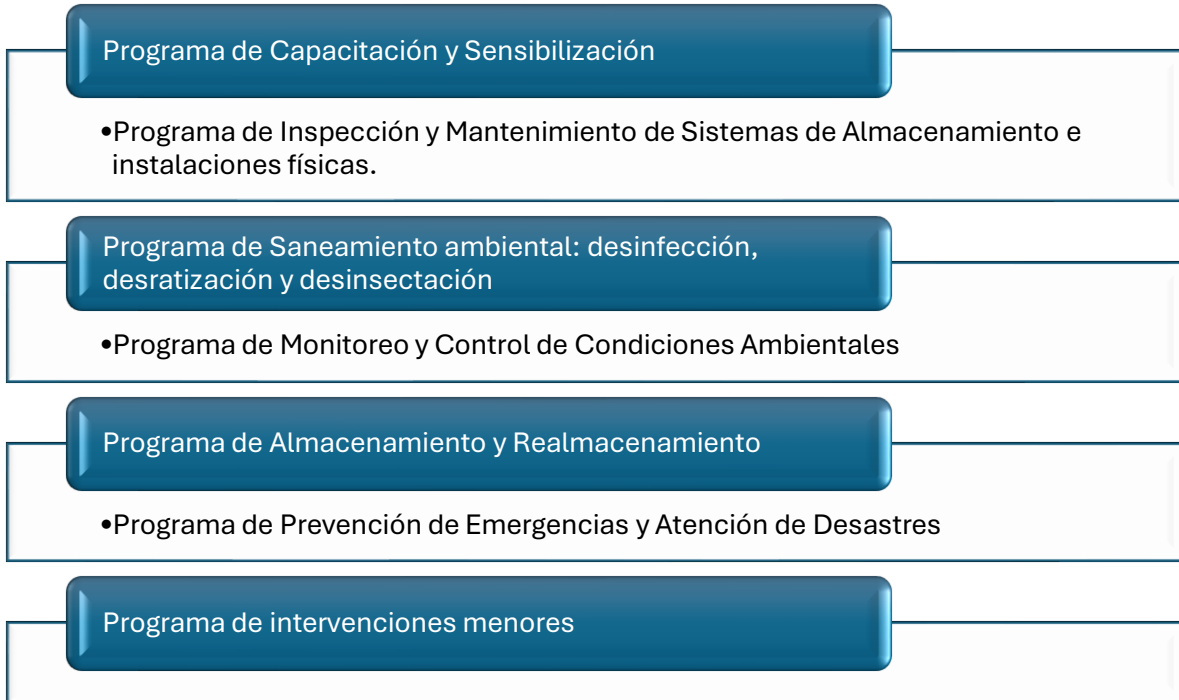 Programa de Capacitación y Sensibilización
•Programa de Inspección y Mantenimiento de Sistemas de Almacenamiento e
instalaciones físicas.
Programa de Saneamiento ambiental: desinfección,
desratización y desinsectación
•Programa de Monitoreo y Control de Condiciones Ambientales
Programa de Almacenamiento y Realmacenamiento
•Programa de Prevención de Emergencias y Atención de Desastres
Programa de intervenciones menores